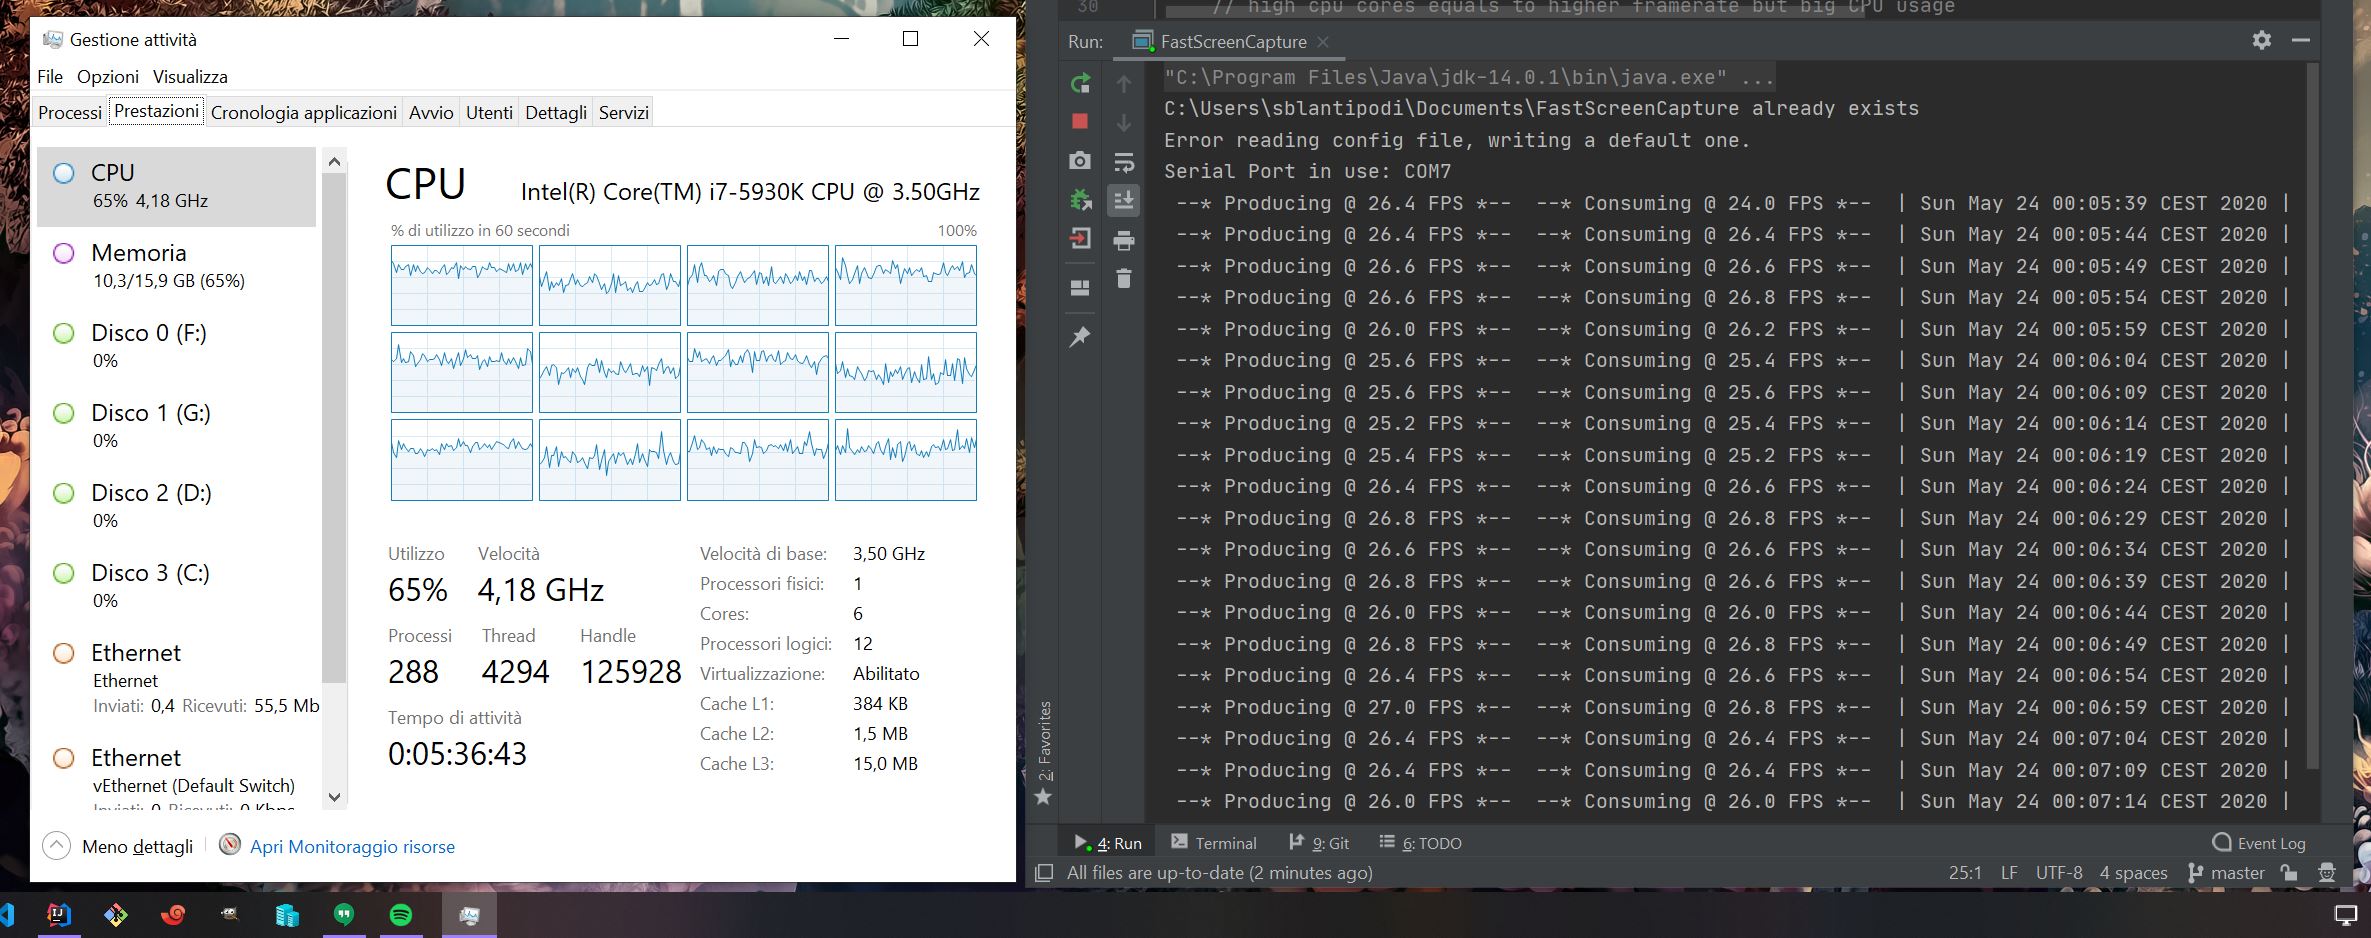 Gestione attività
File Opzioni Visualizza
Processi Prestazioni Cronologia applicazioni Avvio Utenti Dettagli Servizi
CPU
65% 4,18 GHz
Memoria
10,3/15,9 GB (65%)
Disco 0 (F:)
0%
Disco 1 (G:)
0%
Disco 2 (D:)
0%
Disco 3 (C:)
0%
Ethernet
Ethernet
Inviati: 0,4 Ricevuti: 55,5 Mb
Ethernet
vEthernet (Default Switch)
Inviati: 0 Ricevuti: 0 Kbps
CPU Intel(R) Core(TM) i7-5930K CPU @ 3.50GHz
% di utilizzo in 60 secondi 100%
Utilizzo Velocità
65% 4,18 GHz
Processi Thread Handle
288 4294 125928
Tempo di attività
0:05:36:43
Velocità di base: 3,50 GHz
Processori fisici: 1
Cores: 6
Processori logici: 12
Virtualizzazione: Abilitato
Cache L1: 384 KB
Cache L2: 1,5 MB
Cache L3: 15,0 MB
Meno dettagli Apri Monitoraggio risorse
30 // high cpu cores equals to higher framerate but big CPU usage
Run: FastScreenCapture
"C:\Program Files\Java\jdk-14.0.1\bin\java.exe" ...
C:\Users\sblantipodi\Documents\FastScreenCapture already exists
Error reading config file, writing a default one.
Serial Port in use: COM7
--* Producing @ 26.4 FPS *-- --* Consuming @ 24.0 FPS *-- | Sun May 24 00:05:39 CEST 2020 |
--* Producing @ 26.4 FPS *-- --* Consuming @ 26.4 FPS *-- | Sun May 24 00:05:44 CEST 2020 |
--* Producing @ 26.6 FPS *-- --* Consuming @ 26.6 FPS *-- | Sun May 24 00:05:49 CEST 2020 |
--* Producing @ 26.6 FPS *-- --* Consuming @ 26.8 FPS *-- | Sun May 24 00:05:54 CEST 2020 |
--* Producing @ 26.0 FPS *-- --* Consuming @ 26.2 FPS *-- | Sun May 24 00:05:59 CEST 2020 |
--* Producing @ 25.6 FPS *-- --* Consuming @ 25.4 FPS *-- | Sun May 24 00:06:04 CEST 2020 |
--* Producing @ 25.6 FPS *-- --* Consuming @ 25.6 FPS *-- | Sun May 24 00:06:09 CEST 2020 |
--* Producing @ 25.2 FPS *-- --* Consuming @ 25.4 FPS *-- | Sun May 24 00:06:14 CEST 2020 |
--* Producing @ 25.4 FPS *-- --* Consuming @ 25.2 FPS *-- | Sun May 24 00:06:19 CEST 2020 |
--* Producing @ 26.4 FPS *-- --* Consuming @ 26.6 FPS *-- | Sun May 24 00:06:24 CEST 2020 |
--* Producing @ 26.8 FPS *-- --* Consuming @ 26.8 FPS *-- | Sun May 24 00:06:29 CEST 2020 |
--* Producing @ 26.6 FPS *-- --* Consuming @ 26.6 FPS *-- | Sun May 24 00:06:34 CEST 2020 |
--* Producing @ 26.8 FPS *-- --* Consuming @ 26.6 FPS *-- | Sun May 24 00:06:39 CEST 2020 |
--* Producing @ 26.0 FPS *-- --* Consuming @ 26.0 FPS *-- | Sun May 24 00:06:44 CEST 2020 |
--* Producing @ 26.8 FPS *-- --* Consuming @ 26.8 FPS *-- | Sun May 24 00:06:49 CEST 2020 |
--* Producing @ 26.4 FPS *-- --* Consuming @ 26.6 FPS *-- | Sun May 24 00:06:54 CEST 2020 |
--* Producing @ 27.0 FPS *-- --* Consuming @ 26.8 FPS *-- | Sun May 24 00:06:59 CEST 2020 |
--* Producing @ 26.4 FPS *-- --* Consuming @ 26.4 FPS *-- | Sun May 24 00:07:04 CEST 2020 |
--* Producing @ 26.4 FPS *-- --* Consuming @ 26.4 FPS *-- | Sun May 24 00:07:09 CEST 2020 |
--* Producing @ 26.0 FPS *-- --* Consuming @ 26.0 FPS *-- | Sun May 24 00:07:14 CEST 2020 |
2: Favorites
4: Run Terminal 9: Git 6: TODO Event Log
All files are up-to-date (2 minutes ago) 25:1 LF UTF-8 4 spaces master